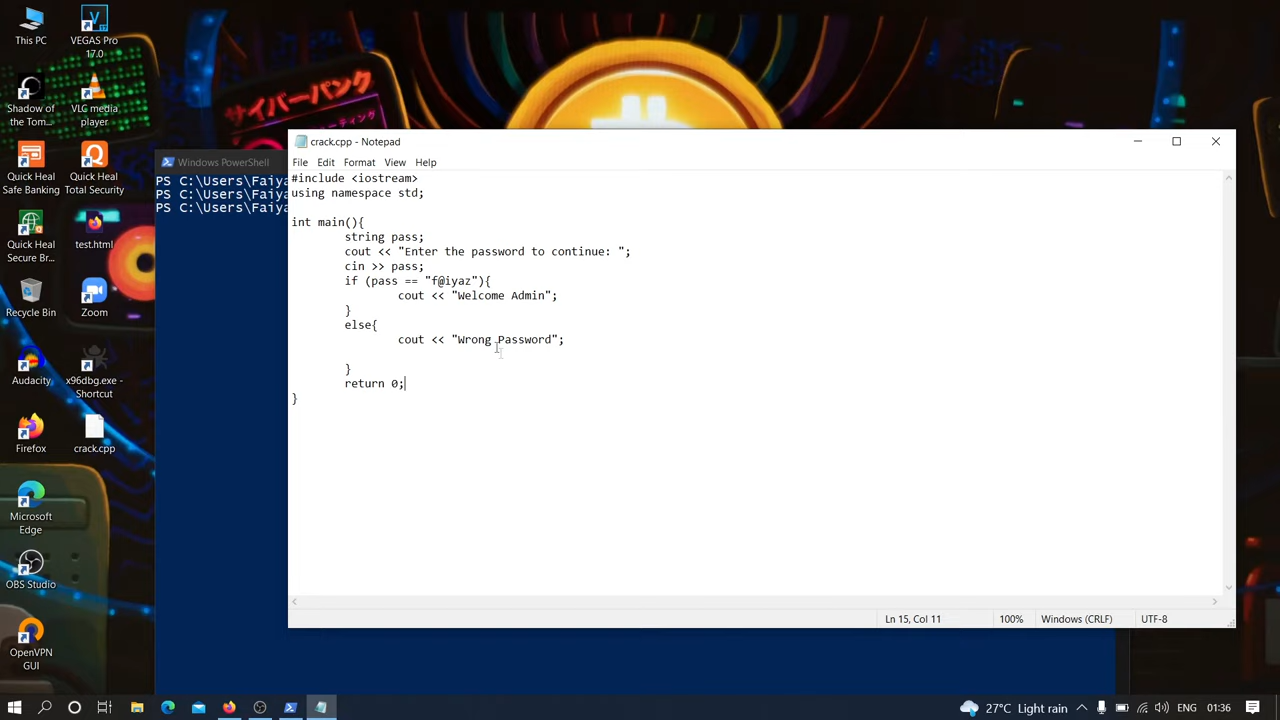 This PC
VEGAS Pro
17.0
Shadow of
the Tom...
VLC media
player
Quick Heal
Safe Banking
Quick Heal
Total Security
Quick Heal
Secure Br...
test.html
Recycle Bin
Zoom
Audacity
x96dbg.exe -
Shortcut
Firefox
crack.cpp
Microsoft
Edge
OBS Studio
OpenVPN
GUI
サイバーパンク
Windows PowerShell
PS C:\Users\Faiya
PS C:\Users\Faiya
PS C:\Users\Faiya
crack.cpp - Notepad
File Edit Format View Help
#include <iostream>
using namespace std;
int main(){
string pass;
cout << "Enter the password to continue: ";
cin >> pass;
if (pass == "f@iyaz"){
cout << "Welcome Admin";
}
else{
cout << "Wrong Password";
}
return 0;
}
Ln 15, Col 11 100% Windows (CRLF) UTF-8
27°C Light rain ENG 01:36